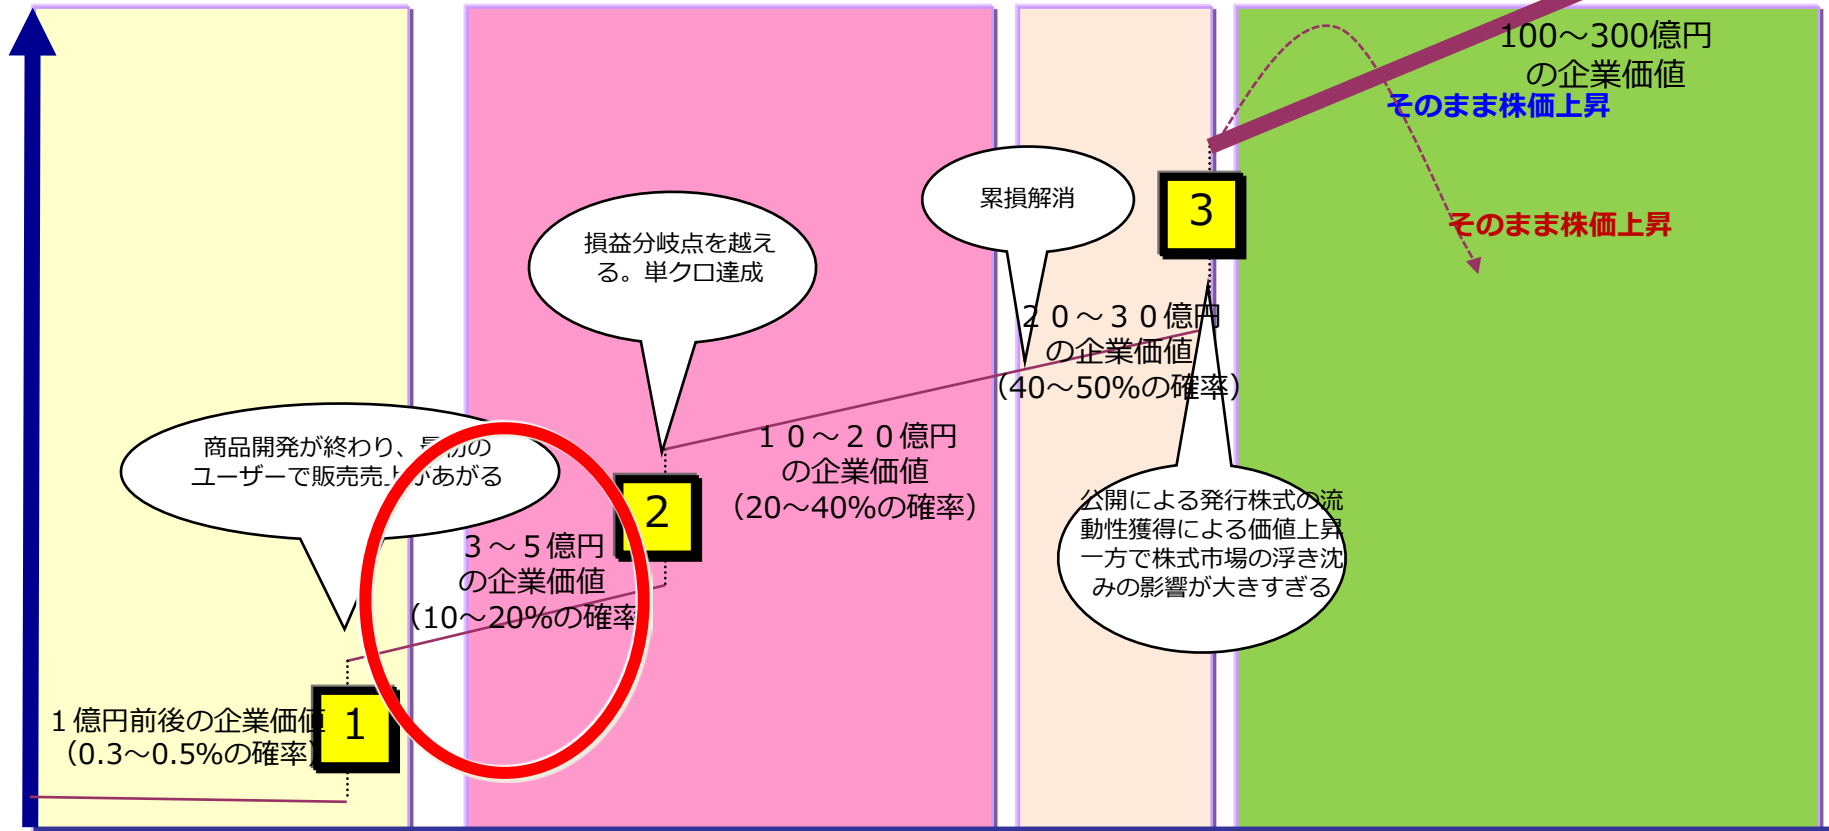 100～300億円
の企業価値
そのまま株価上昇
そのまま株価上昇
累損解消
3
損益分岐点を越え
る。単クロ達成
２０～３０億円
の企業価値
（40～50%の確率）
１０～２０億円
の企業価値
（20～40%の確率）
商品開発が終わり、最初の
ユーザーで販売売上があがる
2
３～５億円
の企業価値
（10～20%の確率
公開による発行株式の流
動性獲得による価値上昇
一方で株式市場の浮き沈
みの影響が大きすぎる
1
１億円前後の企業価値
（0.3～0.5%の確率）